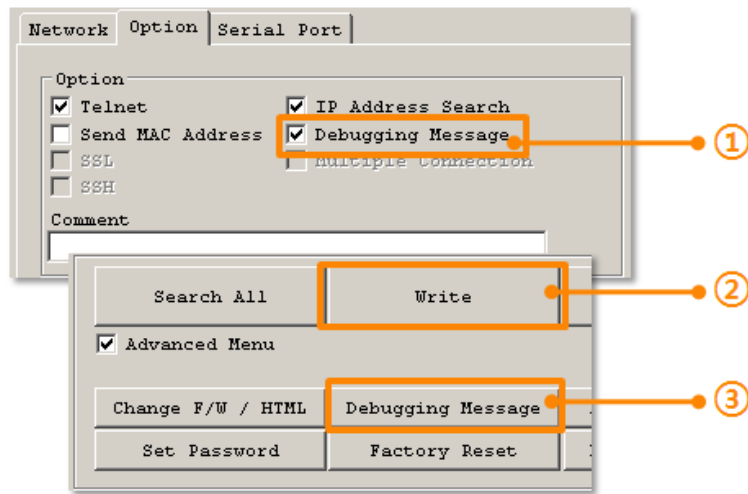 Network Option Serial Port
Option
Telnet IP Address Search
Send MAC Address Debugging Message
SSL Multiple Connection
SSH
Comment
①
Search All Write
②
Advanced Menu
Change F/W / HTML Debugging Message
③
Set Password Factory Reset